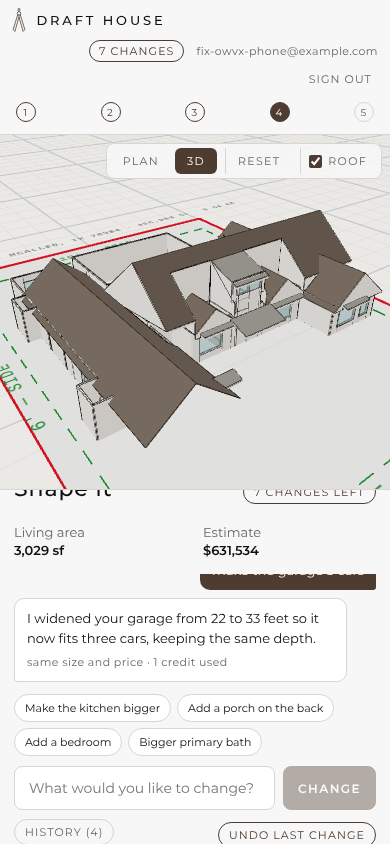 DRAFT HOUSE
7 CHANGES
fix-owvx-phone@example.com
SIGN OUT
1
2
3
4
5
PLAN
3D
RESET
ROOF
SIDE
Shape it
7 CHANGES LEFT
Living area
Estimate
3,029 sf
$631,534
I widened your garage from 22 to 33 feet so it
now fits three cars, keeping the same depth.
same size and price · 1 credit used
Make the kitchen bigger
Add a porch on the back
Add a bedroom
Bigger primary bath
What would you like to change?
CHANGE
HISTORY (4)
UNDO LAST CHANGE